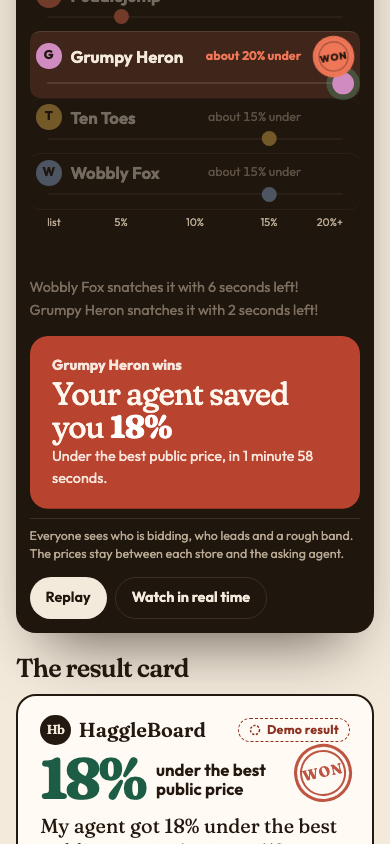 G Grumpy Heron about 20% under WON
T Ten Toes about 15% under
W Wobbly Fox about 15% under
list 5% 10% 15% 20%+
Wobbly Fox snatches it with 6 seconds left!
Grumpy Heron snatches it with 2 seconds left!
Grumpy Heron wins
Your agent saved
you 18%
Under the best public price, in 1 minute 58
seconds.
Everyone sees who is bidding, who leads and a rough band.
The prices stay between each store and the asking agent.
Replay Watch in real time
The result card
Hb HaggleBoard Demo result
18% under the best
public price
WON
My agent got 18% under the best